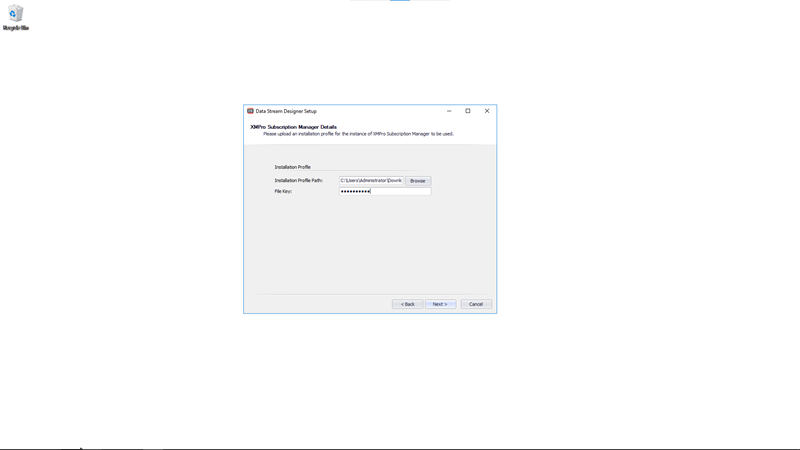 Recycle Bin
Data Stream Designer Setup
XMPro Subscription Manager Details
Please upload an installation profile for the instance of XMPro Subscription Manager to be used.
Installation Profile
Installation Profile Path: C:\Users\Administrator\Downlo Browse
File Key: ●●●●●●●●●●
< Back Next > Cancel